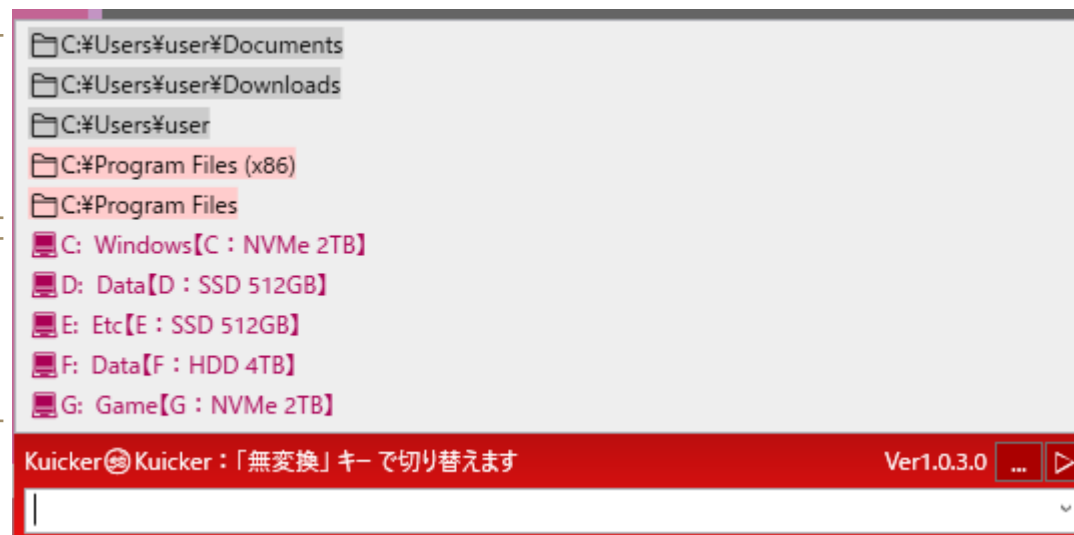 C:¥Users¥user¥Documents
C:¥Users¥user¥Downloads
C:¥Users¥user
C:¥Program Files (x86)
C:¥Program Files
C: Windows【C：NVMe 2TB】
D: Data【D：SSD 512GB】
E: Etc【E：SSD 512GB】
F: Data【F：HDD 4TB】
G: Game【G：NVMe 2TB】
Kuicker Kuicker：「無変換」キー で切り替えます Ver1.0.3.0 ...